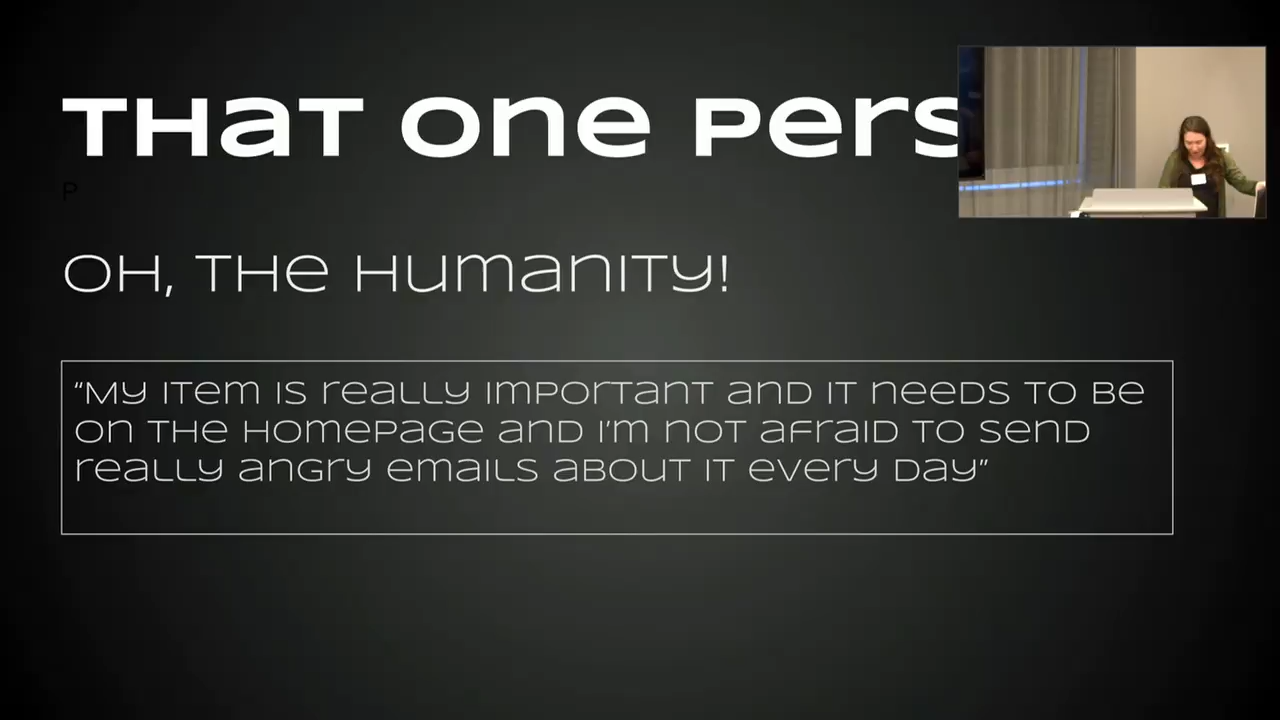 THaT one Pers
P
OH, THe HumaniTy!
“My iTem is really imporTanT and iT needs To be
on THe Homepage and i’m noT afraid To send
really angry emails abouT iT every day”